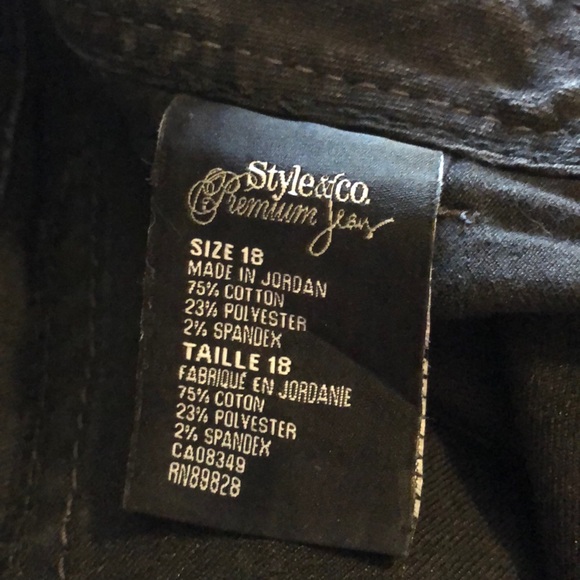 Style&co.
Premium Jeans
SIZE 18
MADE IN JORDAN
75% COTTON
23% POLYESTER
2% SPANDEX
TAILLE 18
FABRIQUÉ EN JORDANIE
75% COTON
23% POLYESTER
2% SPANDEX
CA08349
RN89828